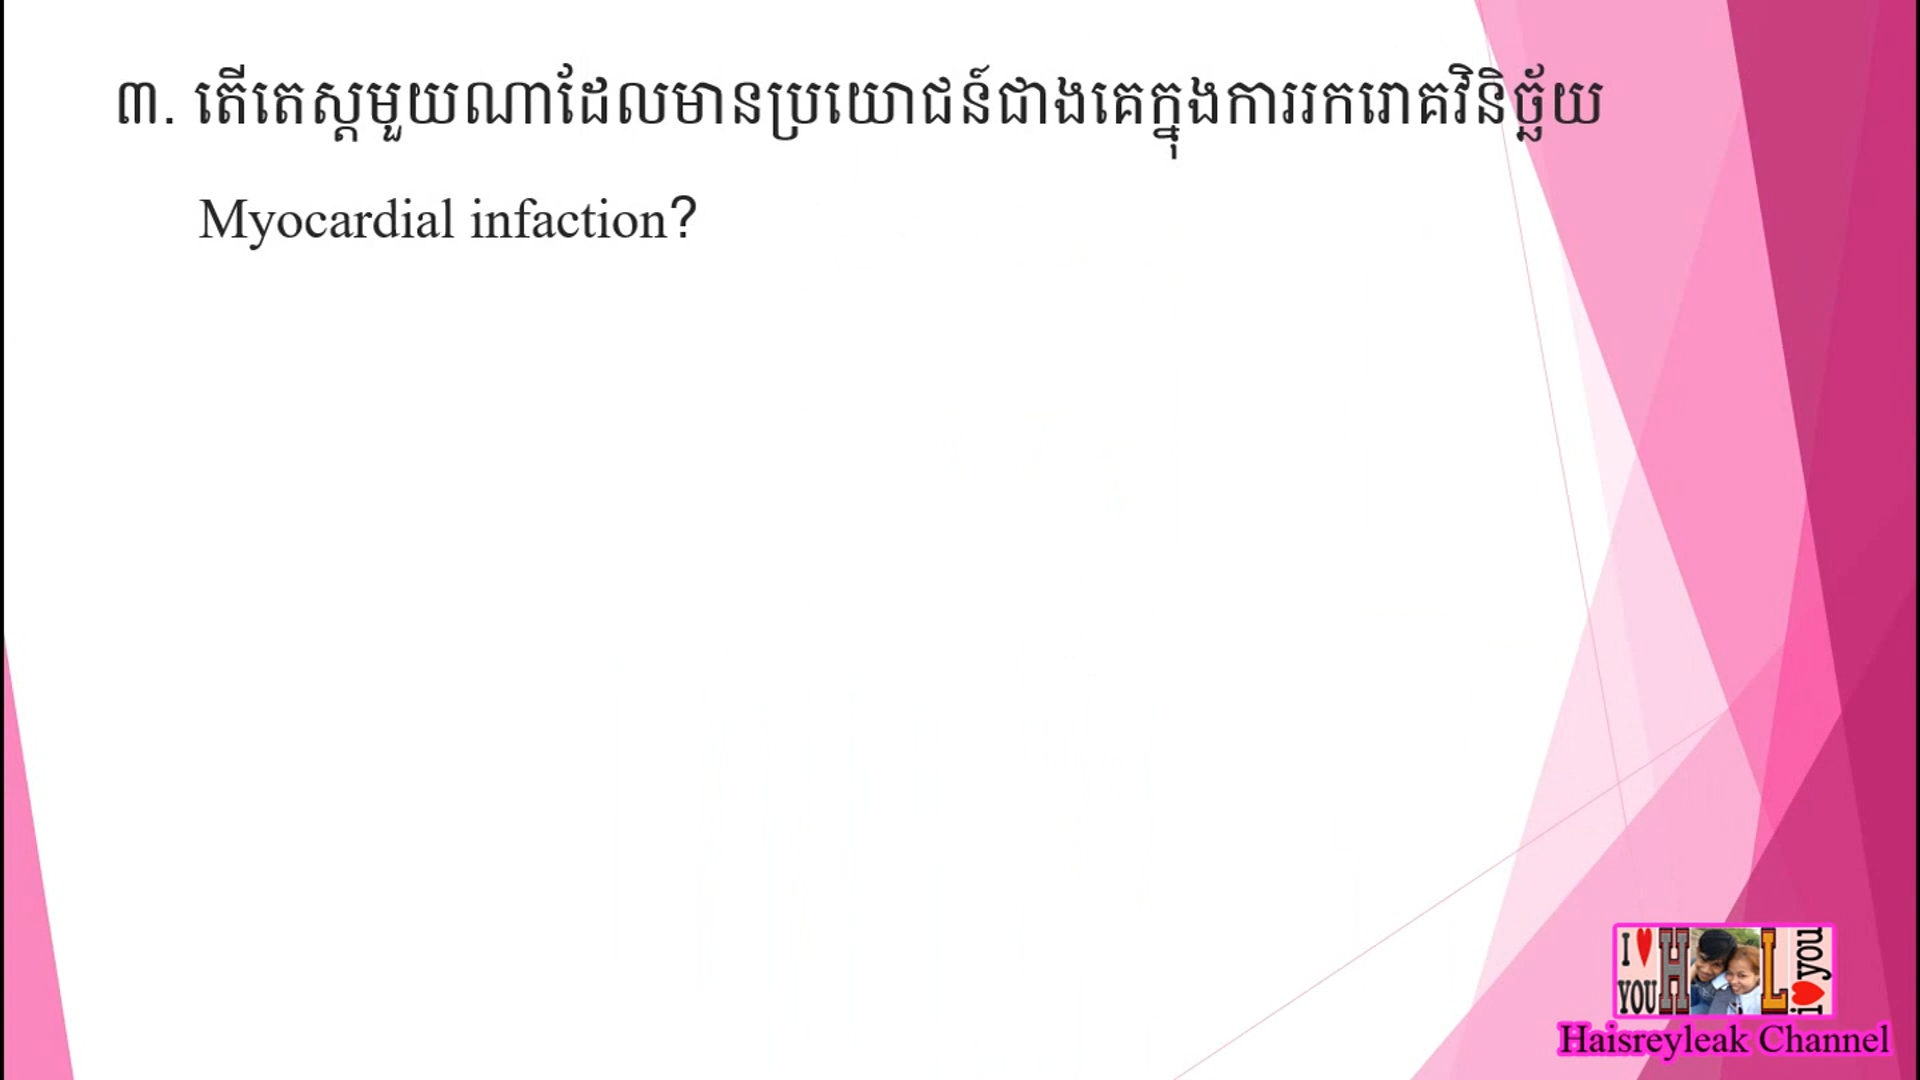 ៣. តើតេស្តមួយណាដែលមានប្រយោជន៍ជាងគេក្នុងការរករោគវិនិច្ឆ័យ
Myocardial infaction?
I ♥ YOU H L i ♥ you
Haisreyleak Channel